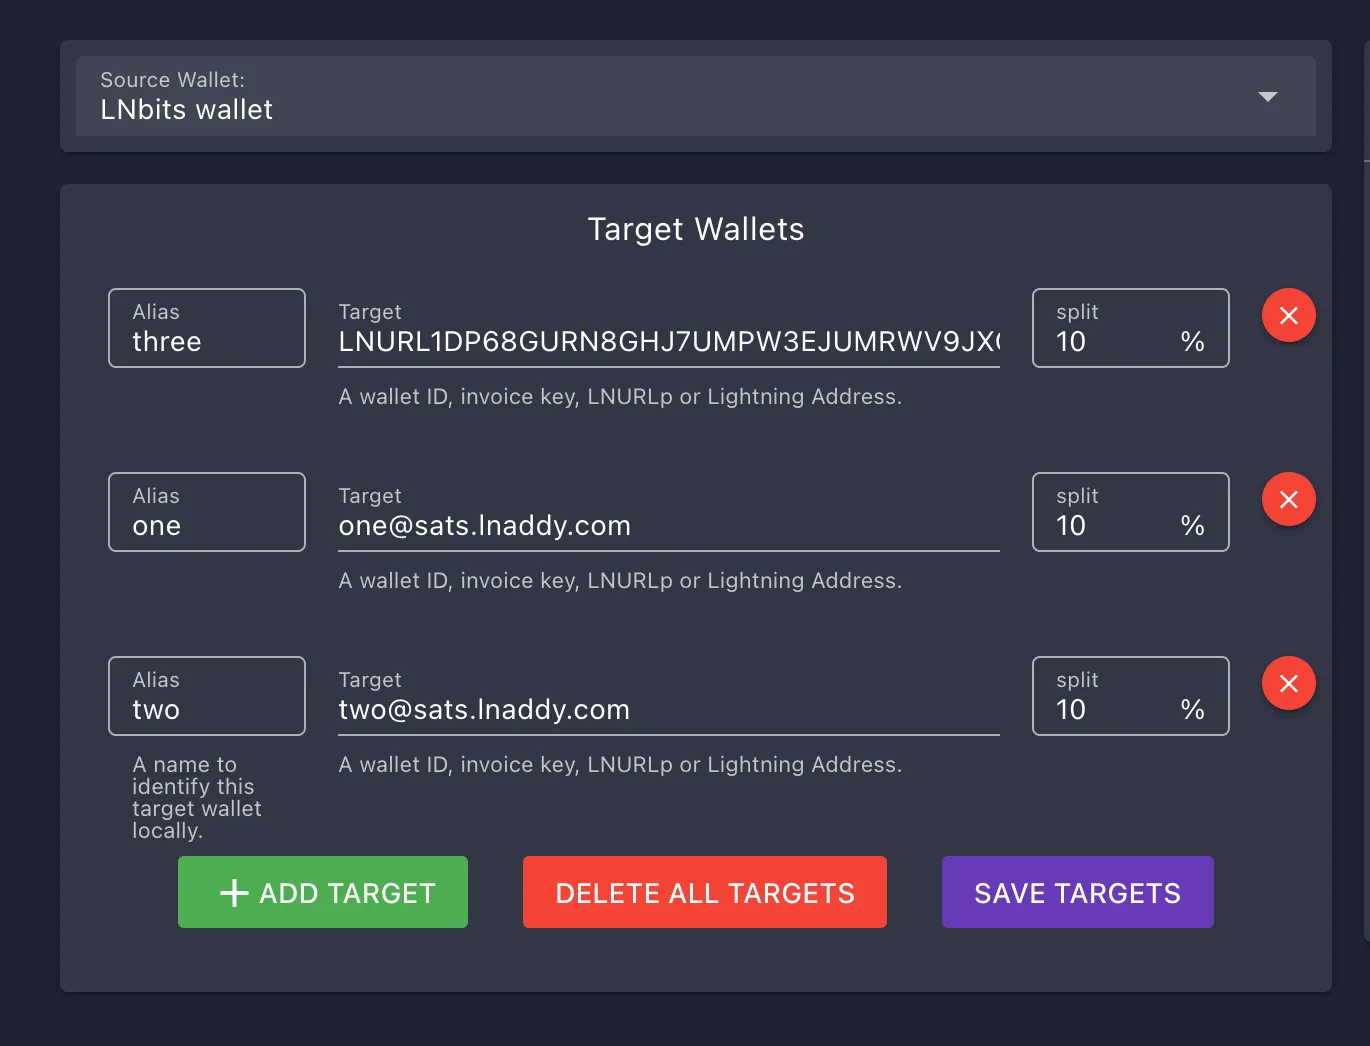 Source Wallet:
LNbits wallet
Target Wallets
Alias
three
Target
LNURL1DP68GURN8GHJ7UMPW3EJUMRWV9JX
A wallet ID, invoice key, LNURLp or Lightning Address.
split
10 %
Alias
one
Target
one@sats.lnaddy.com
A wallet ID, invoice key, LNURLp or Lightning Address.
split
10 %
Alias
two
A name to
identify this
target wallet
locally.
Target
two@sats.lnaddy.com
A wallet ID, invoice key, LNURLp or Lightning Address.
split
10 %
ADD TARGET
DELETE ALL TARGETS
SAVE TARGETS